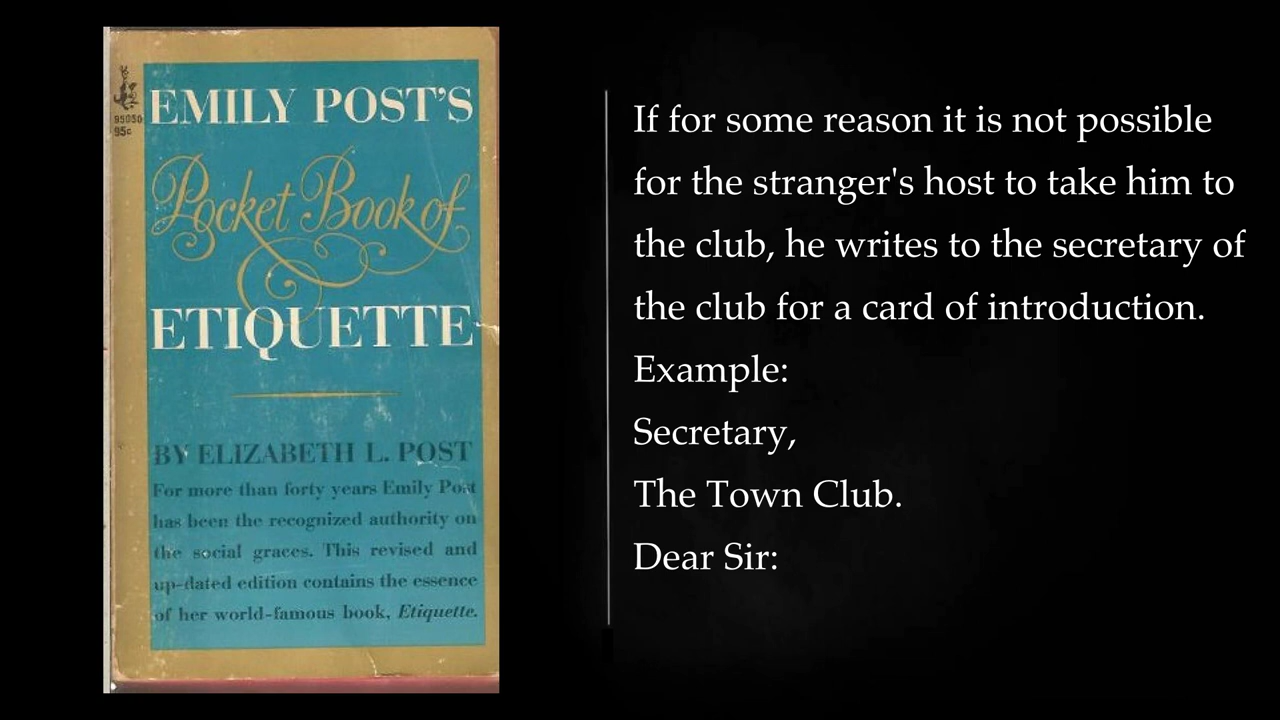 95050
95c
EMILY POST'S
Pocket Book of
ETIQUETTE
BY ELIZABETH L. POST
For more than forty years Emily Post
has been the recognized authority on
the social graces. This revised and
up-dated edition contains the essence
of her world-famous book, Etiquette.
If for some reason it is not possible
for the stranger's host to take him to
the club, he writes to the secretary of
the club for a card of introduction.
Example:
Secretary,
The Town Club.
Dear Sir: